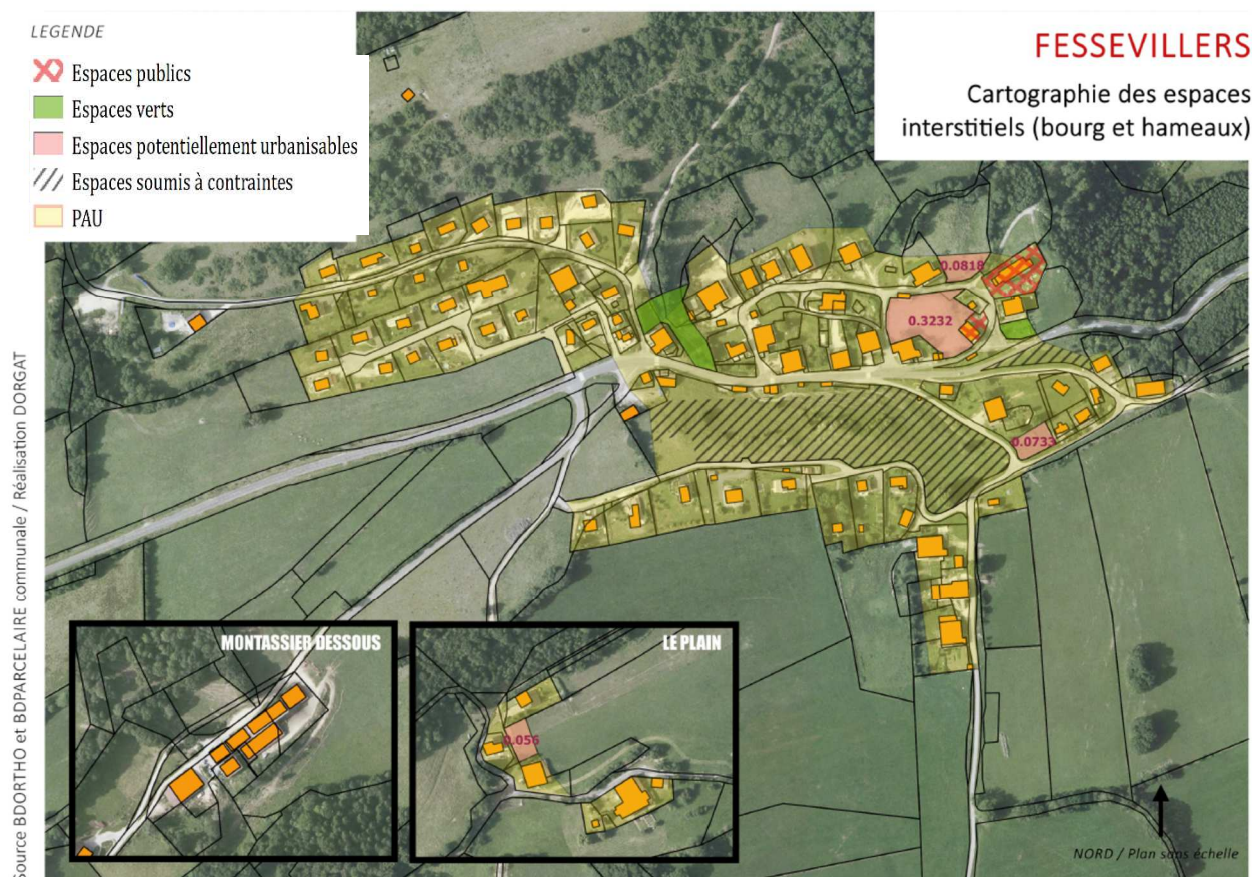 LEGENDE
Espaces publics
Espaces verts
Espaces potentiellement urbanisables
Espaces soumis à contraintes
PAU
FESSEVILLERS
Cartographie des espaces
interstitiels (bourg et hameaux)
0.0818
0.3232
0.0733
MONTASSIER DESSOUS
LE PLAIN
0.056
NORD / Plan sans échelle
Source BDORTHO et BDPARCELAIRE communale / Réalisation DORGAT